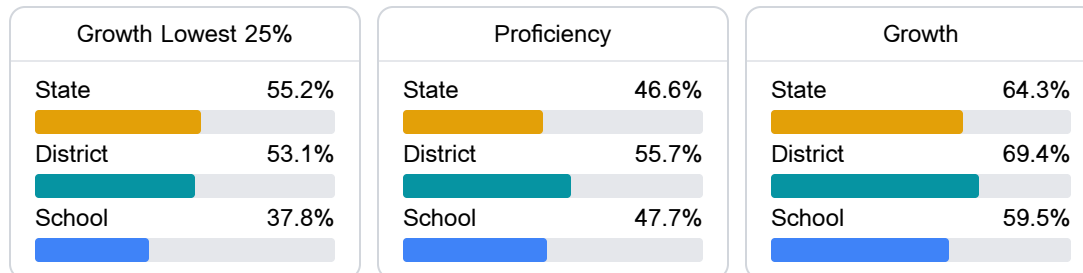 Growth Lowest 25%
State 55.2%
District 53.1%
School 37.8%
Proficiency
State 46.6%
District 55.7%
School 47.7%
Growth
State 64.3%
District 69.4%
School 59.5%